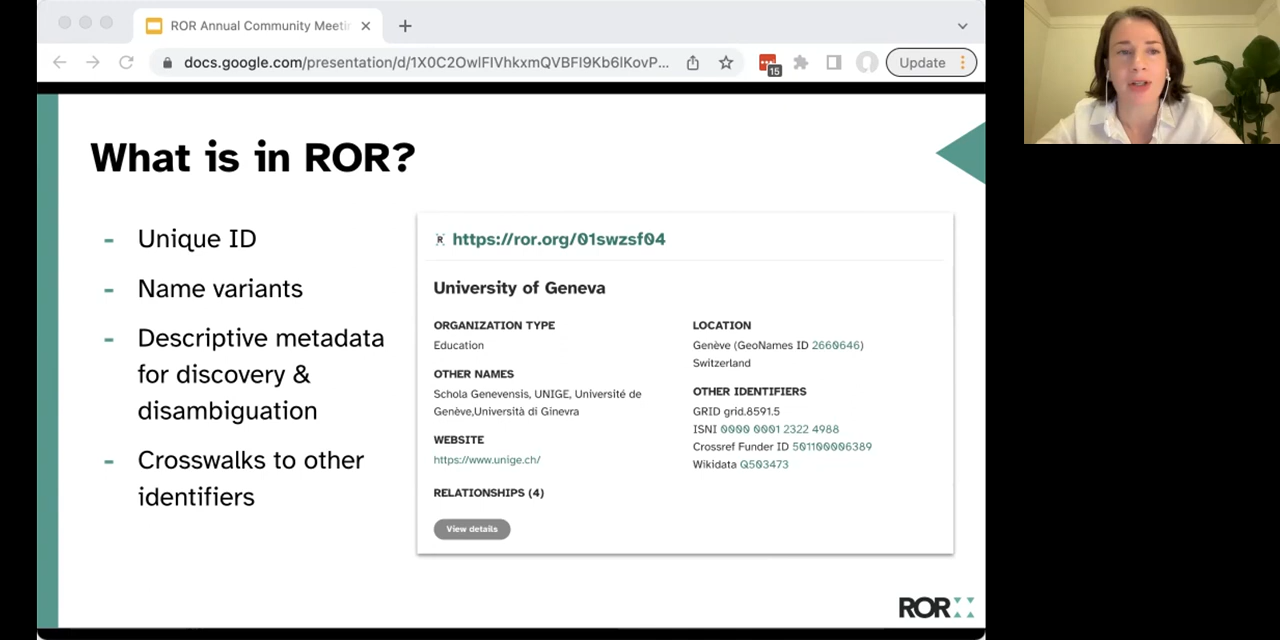 ROR Annual Community Meetin
docs.google.com/presentation/d/1X0C2OwlFIVhkxmQVBFI9Kb6lKovP...
15
Update
What is in ROR?
- Unique ID
- Name variants
- Descriptive metadata
for discovery &
disambiguation
- Crosswalks to other
identifiers
R https://ror.org/01swzsf04
University of Geneva
ORGANIZATION TYPE
Education
OTHER NAMES
Schola Genevensis, UNIGE, Université de
Genève,Università di Ginevra
WEBSITE
https://www.unige.ch/
RELATIONSHIPS (4)
View details
LOCATION
Genève (GeoNames ID 2660646)
Switzerland
OTHER IDENTIFIERS
GRID grid.8591.5
ISNI 0000 0001 2322 4988
Crossref Funder ID 501100006389
Wikidata Q503473
ROR